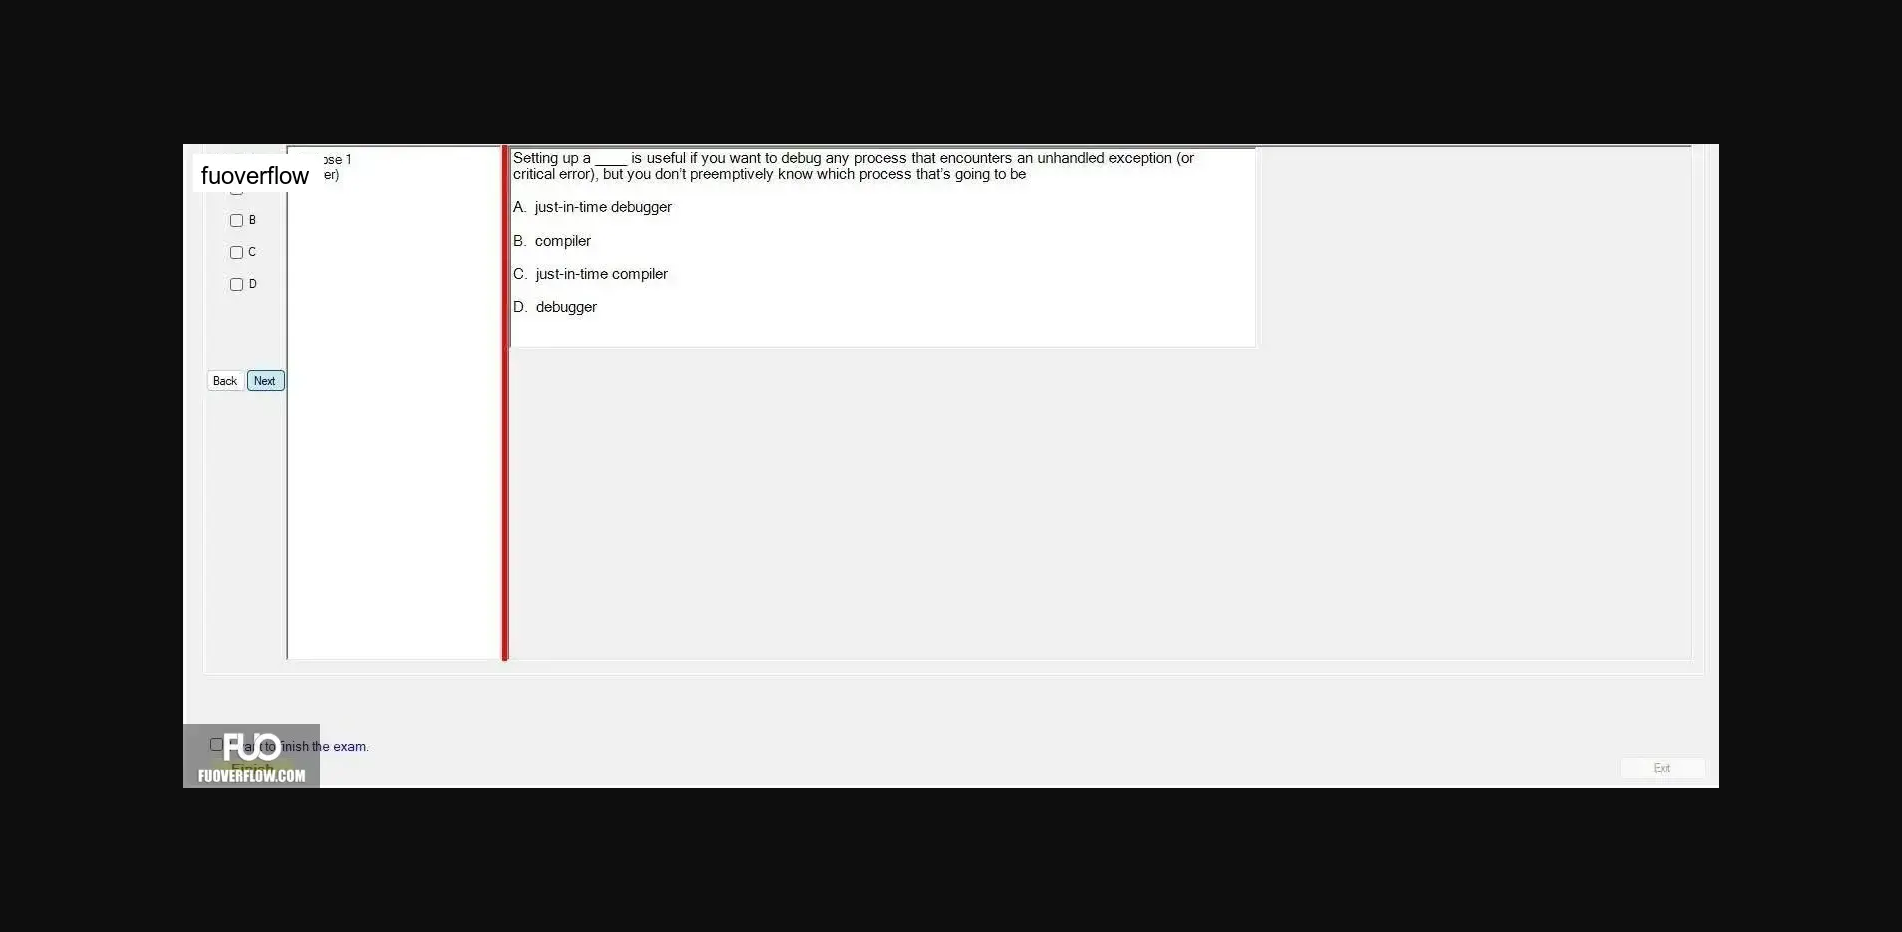 fuoverflow
ose 1
er)
B
C
D
Back Next
Setting up a ____ is useful if you want to debug any process that encounters an unhandled exception (or
critical error), but you don't preemptively know which process that's going to be
A. just-in-time debugger
B. compiler
C. just-in-time compiler
D. debugger
FUO
to finish the exam.
Finish
FUOVERFLOW.COM
Exit